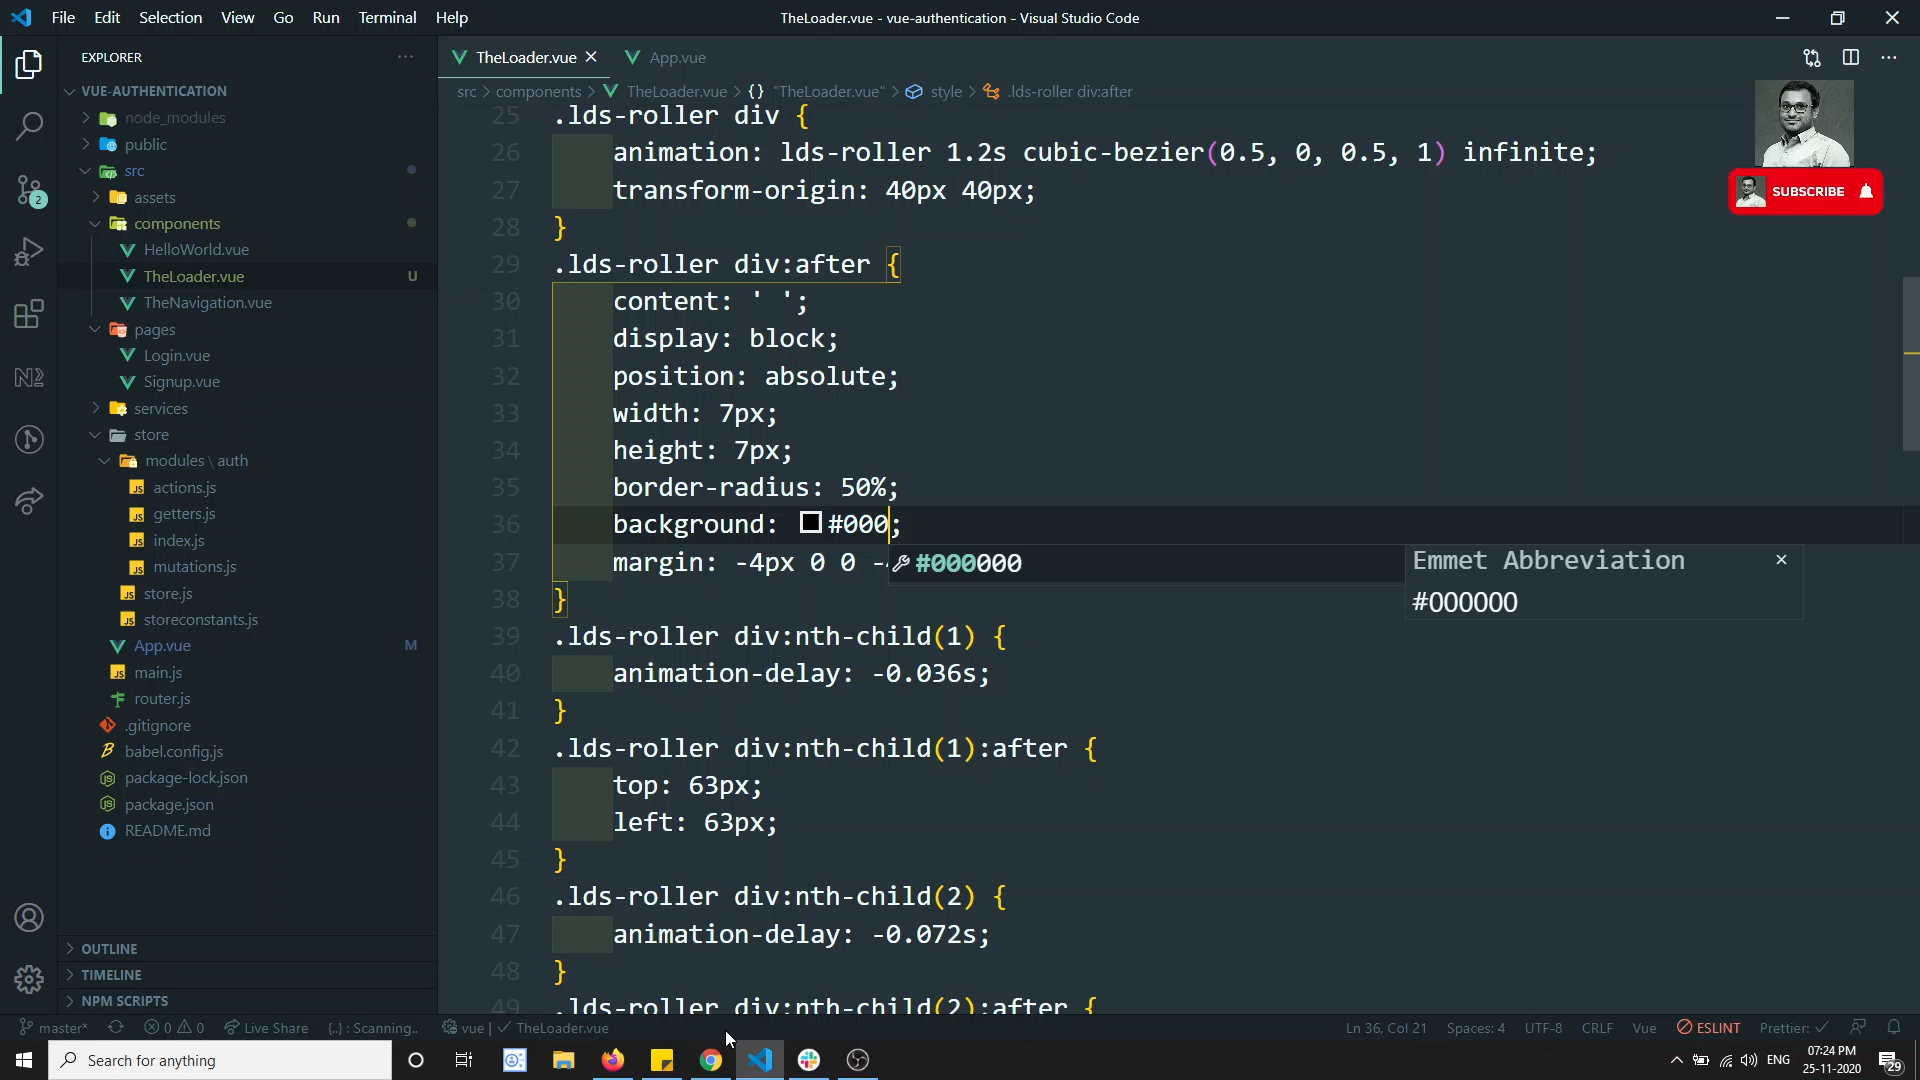 File Edit Selection View Go Run Terminal Help
TheLoader.vue - vue-authentication - Visual Studio Code
EXPLORER
VUE-AUTHENTICATION
node_modules
public
src
assets
components
HelloWorld.vue
TheLoader.vue U
TheNavigation.vue
pages
Login.vue
Signup.vue
services
store
modules \ auth
actions.js
getters.js
index.js
mutations.js
store.js
storeconstants.js
App.vue M
main.js
router.js
.gitignore
babel.config.js
package-lock.json
package.json
README.md
OUTLINE
TIMELINE
NPM SCRIPTS
2
TheLoader.vue App.vue
src > components > TheLoader.vue > {} "TheLoader.vue" > style > .lds-roller div:after
25 .lds-roller div {
26 animation: lds-roller 1.2s cubic-bezier(0.5, 0, 0.5, 1) infinite;
27 transform-origin: 40px 40px;
28 }
29 .lds-roller div:after {
30 content: ' ';
31 display: block;
32 position: absolute;
33 width: 7px;
34 height: 7px;
35 border-radius: 50%;
36 background: #000;
37 margin: -4px 0 0 -
38 }
39 .lds-roller div:nth-child(1) {
40 animation-delay: -0.036s;
41 }
42 .lds-roller div:nth-child(1):after {
43 top: 63px;
44 left: 63px;
45 }
46 .lds-roller div:nth-child(2) {
47 animation-delay: -0.072s;
48 }
49 .lds-roller div:nth-child(2):after {
#000000
Emmet Abbreviation
#000000
SUBSCRIBE
master* 0 0 Live Share {..} : Scanning.. vue | TheLoader.vue Ln 36, Col 21 Spaces: 4 UTF-8 CRLF Vue ESLINT Prettier:
Search for anything
ENG
07:24 PM
25-11-2020
29